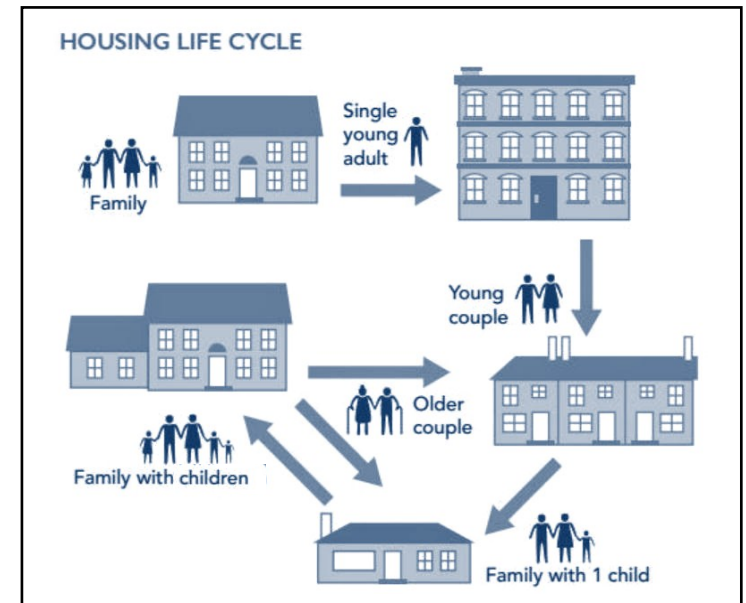 HOUSING LIFE CYCLE
Single
young
adult
Family
Young
couple
Older
couple
Family with children
Family with 1 child